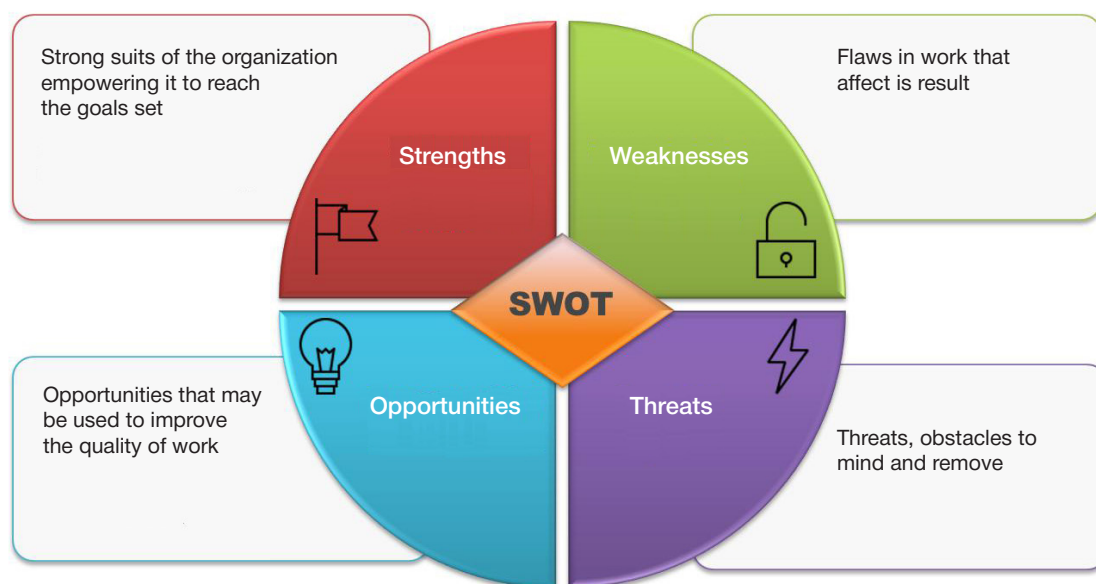 Strong suits of the organization
empowering it to reach
the goals set
Strengths
Flaws in work that
affect is result
Weaknesses
SWOT
Opportunities that may
be used to improve
the quality of work
Opportunities
Threats
Threats, obstacles to
mind and remove